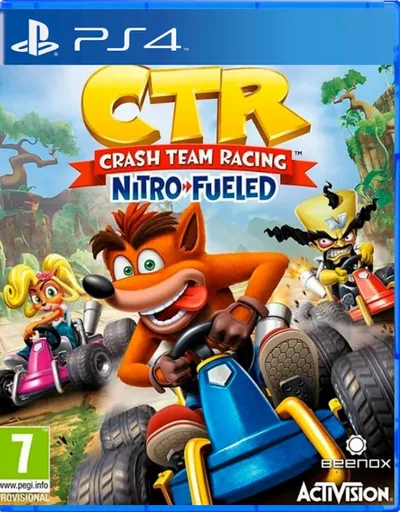 PS4
CTR
CRASH TEAM RACING
NITRO FUELED
7
www.pegi.info
PROVISIONAL
BEENOX
ACTIVISION